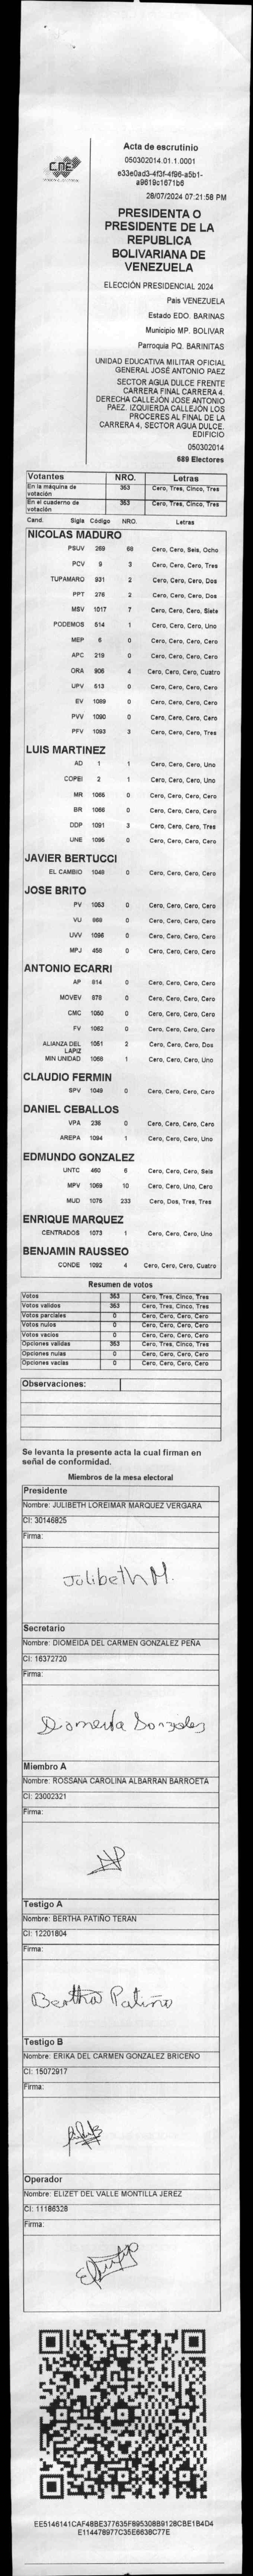 CNE
Acta de escrutinio
050302014.01.1.0001
e33e0ad3-4f3f-4f96-a5b1-
a9619c1671b6
28/07/2024 07:21:58 PM
PRESIDENTA O
PRESIDENTE DE LA
REPUBLICA
BOLIVARIANA DE
VENEZUELA
ELECCIÓN PRESIDENCIAL 2024
Pais VENEZUELA
Estado EDO. BARINAS
Municipio MP. BOLIVAR
Parroquia PQ. BARINITAS
UNIDAD EDUCATIVA MILITAR OFICIAL
GENERAL JOSÉ ANTONIO PAEZ
SECTOR AGUA DULCE FRENTE
CARRERA FINAL CARRERA 4.
DERECHA CALLEJÓN JOSE ANTONIO
PAEZ. IZQUIERDA CALLEJÓN LOS
PROCERES AL FINAL DE LA
CARRERA 4, SECTOR AGUA DULCE.
EDIFICIO
050302014
689 Electores
Votantes NRO. Letras
En la máquina de votación 353 Cero, Tres, Cinco, Tres
En el cuaderno de votación 353 Cero, Tres, Cinco, Tres
Cand. Sigla Código NRO. Letras
NICOLAS MADURO
PSUV 269 68 Cero, Cero, Seis, Ocho
PCV 9 3 Cero, Cero, Cero, Tres
TUPAMARO 931 2 Cero, Cero, Cero, Dos
PPT 276 2 Cero, Cero, Cero, Dos
MSV 1017 7 Cero, Cero, Cero, Siete
PODEMOS 514 1 Cero, Cero, Cero, Uno
MEP 6 0 Cero, Cero, Cero, Cero
APC 219 0 Cero, Cero, Cero, Cero
ORA 906 4 Cero, Cero, Cero, Cuatro
UPV 513 0 Cero, Cero, Cero, Cero
EV 1089 0 Cero, Cero, Cero, Cero
PVV 1090 0 Cero, Cero, Cero, Cero
PFV 1093 3 Cero, Cero, Cero, Tres
LUIS MARTINEZ
AD 1 1 Cero, Cero, Cero, Uno
COPEI 2 1 Cero, Cero, Cero, Uno
MR 1065 0 Cero, Cero, Cero, Cero
BR 1066 0 Cero, Cero, Cero, Cero
DDP 1091 3 Cero, Cero, Cero, Tres
UNE 1095 0 Cero, Cero, Cero, Cero
JAVIER BERTUCCI
EL CAMBIO 1048 0 Cero, Cero, Cero, Cero
JOSE BRITO
PV 1053 0 Cero, Cero, Cero, Cero
VU 868 0 Cero, Cero, Cero, Cero
UVV 1096 0 Cero, Cero, Cero, Cero
MPJ 458 0 Cero, Cero, Cero, Cero
ANTONIO ECARRI
AP 814 0 Cero, Cero, Cero, Cero
MOVEV 878 0 Cero, Cero, Cero, Cero
CMC 1050 0 Cero, Cero, Cero, Cero
FV 1052 0 Cero, Cero, Cero, Cero
ALIANZA DEL LAPIZ 1051 2 Cero, Cero, Cero, Dos
MIN UNIDAD 1068 1 Cero, Cero, Cero, Uno
CLAUDIO FERMIN
SPV 1049 0 Cero, Cero, Cero, Cero
DANIEL CEBALLOS
VPA 236 0 Cero, Cero, Cero, Cero
AREPA 1094 1 Cero, Cero, Cero, Uno
EDMUNDO GONZALEZ
UNTC 460 6 Cero, Cero, Cero, Seis
MPV 1069 10 Cero, Cero, Uno, Cero
MUD 1075 233 Cero, Dos, Tres, Tres
ENRIQUE MARQUEZ
CENTRADOS 1073 1 Cero, Cero, Cero, Uno
BENJAMIN RAUSSEO
CONDE 1092 4 Cero, Cero, Cero, Cuatro
Resumen de votos
Votos 353 Cero, Tres, Cinco, Tres
Votos validos 353 Cero, Tres, Cinco, Tres
Votos parciales 0 Cero, Cero, Cero, Cero
Votos nulos 0 Cero, Cero, Cero, Cero
Votos vacios 0 Cero, Cero, Cero, Cero
Opciones validas 353 Cero, Tres, Cinco, Tres
Opciones nulas 0 Cero, Cero, Cero, Cero
Opciones vacias 0 Cero, Cero, Cero, Cero
Observaciones:
Se levanta la presente acta la cual firman en
señal de conformidad.
Miembros de la mesa electoral
Presidente
Nombre: JULIBETH LOREIMAR MARQUEZ VERGARA
CI: 30146825
Firma:
Julibeth M.
Secretario
Nombre: DIOMEIDA DEL CARMEN GONZALEZ PEÑA
CI: 16372720
Firma:
Diomeida Gonzalez
Miembro A
Nombre: ROSSANA CAROLINA ALBARRAN BARROETA
CI: 23002321
Firma:
Testigo A
Nombre: BERTHA PATIÑO TERAN
CI: 12201804
Firma:
Bertha Patiño
Testigo B
Nombre: ERIKA DEL CARMEN GONZALEZ BRICEÑO
CI: 15072917
Firma:
Operador
Nombre: ELIZET DEL VALLE MONTILLA JEREZ
CI: 11186328
Firma:
EE5146141CAF48BE377635F895308B9128CBE1B4D4
E114478977C35E6638C77E